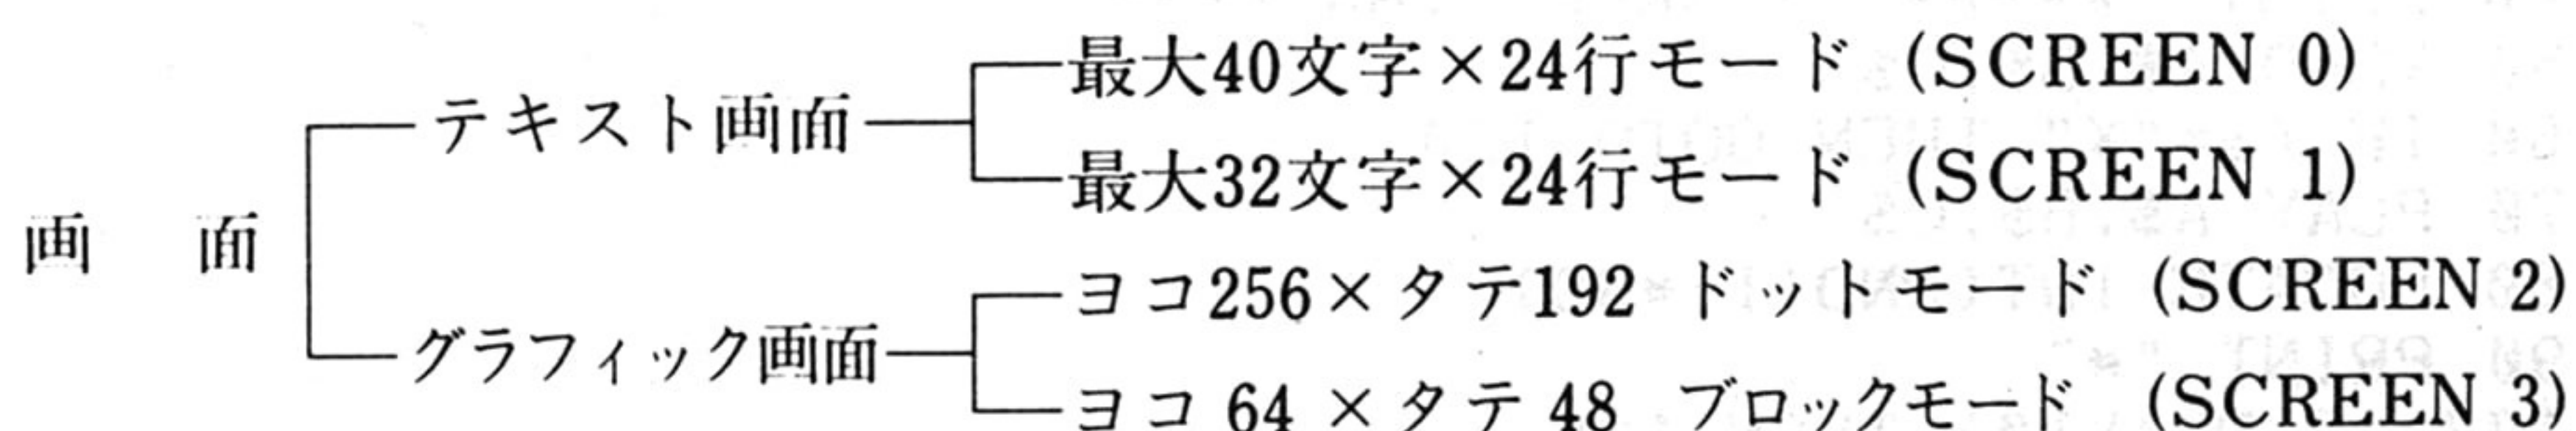 画 面
テキスト画面
最大40文字×24行モード (SCREEN 0)
最大32文字×24行モード (SCREEN 1)
グラフィック画面
ヨコ256×タテ192 ドットモード (SCREEN 2)
ヨコ 64 ×タテ 48 ブロックモード (SCREEN 3)